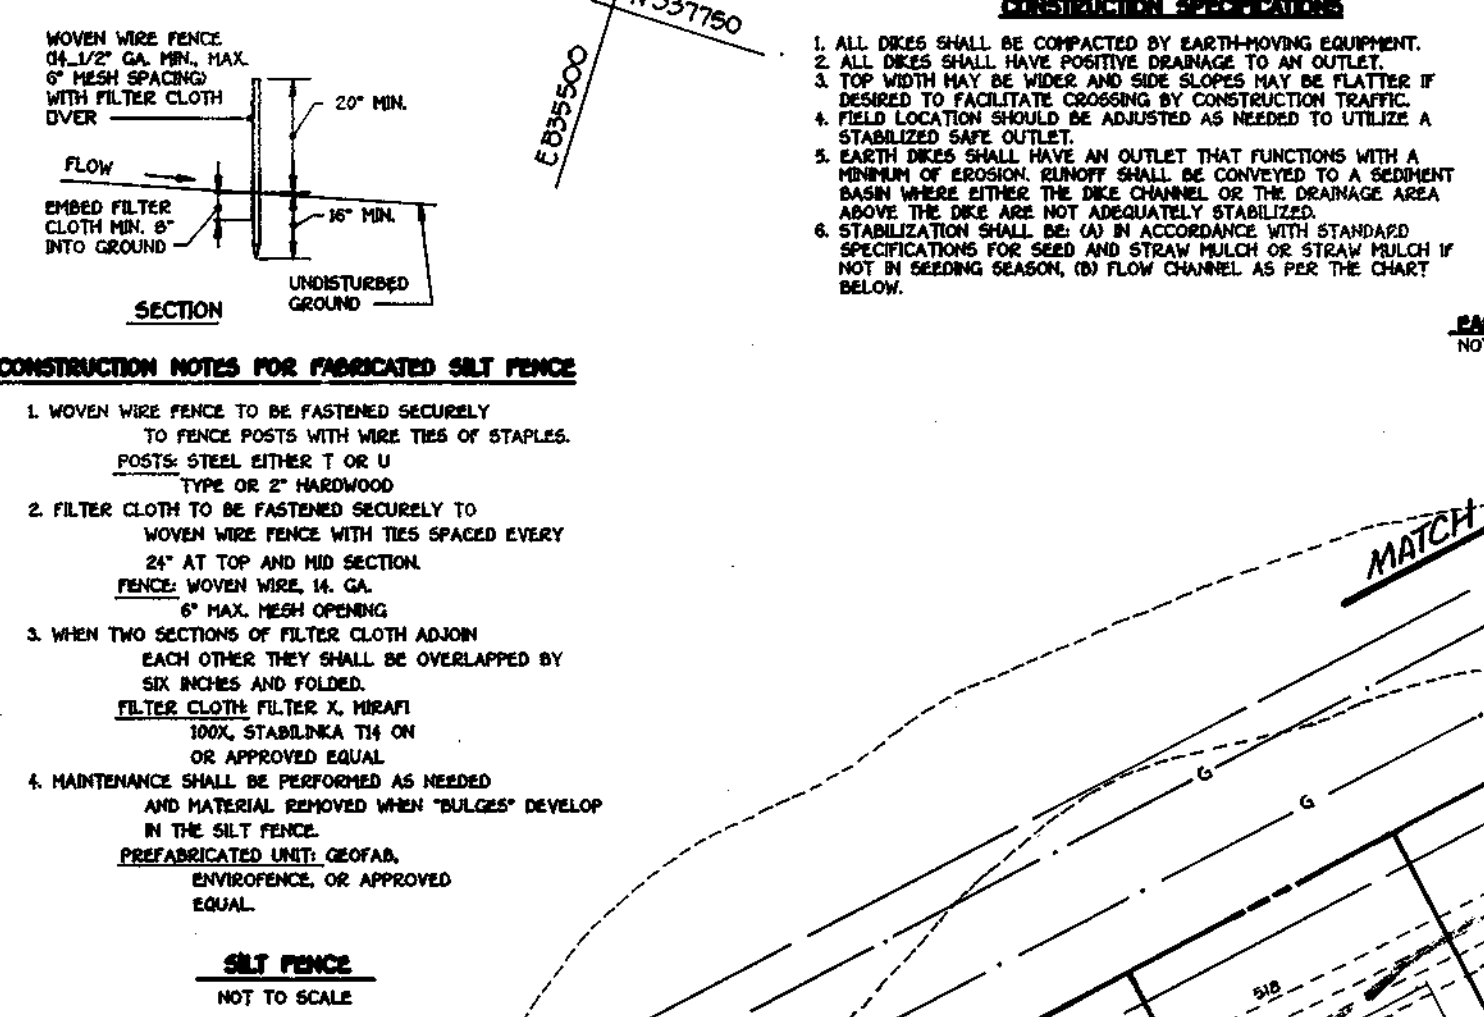 WOVEN WIRE FENCE
(14_1/2" GA. MIN., MAX.
6" MESH SPACING)
WITH FILTER CLOTH
OVER
20" MIN.
FLOW
EMBED FILTER
CLOTH MIN. 8"
INTO GROUND
16" MIN.
UNDISTURBED
GROUND
SECTION
N337750
E835500
CONSTRUCTION SPECIFICATIONS
1. ALL DIKES SHALL BE COMPACTED BY EARTH-MOVING EQUIPMENT.
2. ALL DIKES SHALL HAVE POSITIVE DRAINAGE TO AN OUTLET.
3. TOP WIDTH MAY BE WIDER AND SIDE SLOPES MAY BE FLATTER IF
DESIRED TO FACILITATE CROSSING BY CONSTRUCTION TRAFFIC.
4. FIELD LOCATION SHOULD BE ADJUSTED AS NEEDED TO UTILIZE A
STABILIZED SAFE OUTLET.
5. EARTH DIKES SHALL HAVE AN OUTLET THAT FUNCTIONS WITH A
MINIMUM OF EROSION. RUNOFF SHALL BE CONVEYED TO A SEDIMENT
BASIN WHERE EITHER THE DIKE CHANNEL OR THE DRAINAGE AREA
ABOVE THE DIKE ARE NOT ADEQUATELY STABILIZED.
6. STABILIZATION SHALL BE: (A) IN ACCORDANCE WITH STANDARD
SPECIFICATIONS FOR SEED AND STRAW MULCH OR STRAW MULCH IF
NOT IN SEEDING SEASON, (B) FLOW CHANNEL AS PER THE CHART
BELOW.
EA
NOT
CONSTRUCTION NOTES FOR FABRICATED SILT FENCE
1. WOVEN WIRE FENCE TO BE FASTENED SECURELY
TO FENCE POSTS WITH WIRE TIES OF STAPLES.
POSTS: STEEL EITHER T OR U
TYPE OR 2" HARDWOOD
2. FILTER CLOTH TO BE FASTENED SECURELY TO
WOVEN WIRE FENCE WITH TIES SPACED EVERY
24" AT TOP AND MID SECTION.
FENCE: WOVEN WIRE, 14. GA.
6" MAX. MESH OPENING
3. WHEN TWO SECTIONS OF FILTER CLOTH ADJOIN
EACH OTHER THEY SHALL BE OVERLAPPED BY
SIX INCHES AND FOLDED.
FILTER CLOTH: FILTER X, MIRAFI
100X, STABILINKA T14 ON
OR APPROVED EQUAL
4. MAINTENANCE SHALL BE PERFORMED AS NEEDED
AND MATERIAL REMOVED WHEN "BULGES" DEVELOP
IN THE SILT FENCE.
PREFABRICATED UNIT: GEOFAB,
ENVIROFENCE, OR APPROVED
EQUAL.
SILT FENCE
NOT TO SCALE
MATCH
G
G
518